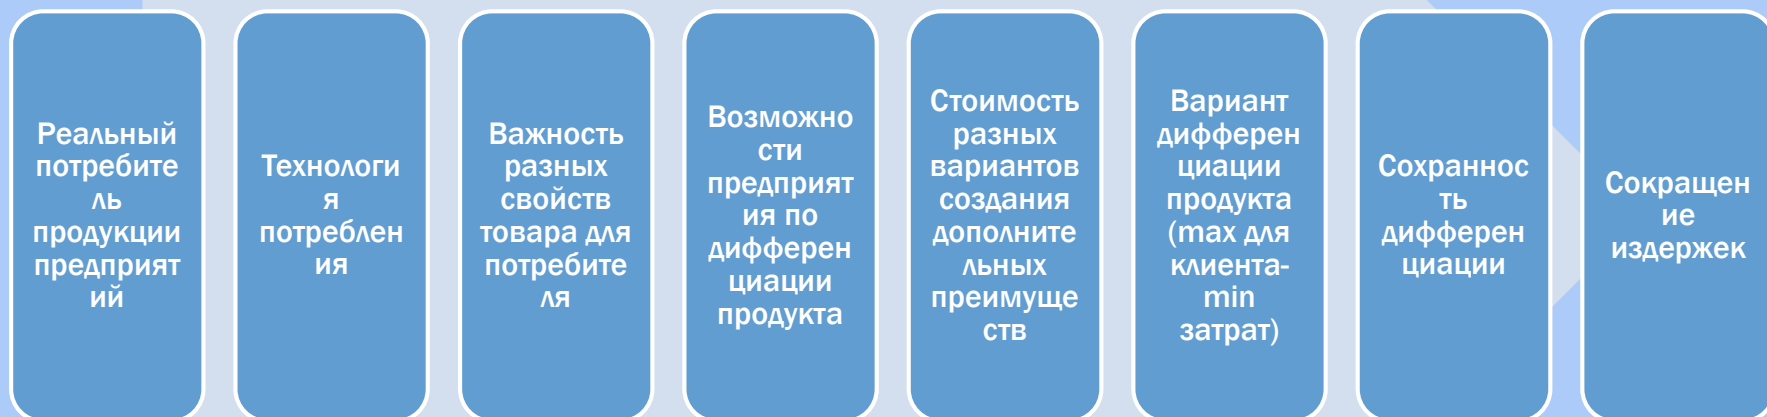 Реальный
потребите
ль
продукции
предприят
ий
Технологи
я
потреблен
ия
Важность
разных
свойств
товара для
потребите
ля
Возможно
сти
предприят
ия по
дифферен
циации
продукта
Стоимость
разных
вариантов
создания
дополните
льных
преимуще
ств
Вариант
дифферен
циации
продукта
(max для
клиента-
min
затрат)
Сохраннос
ть
дифферен
циации
Сокращен
ие
издержек